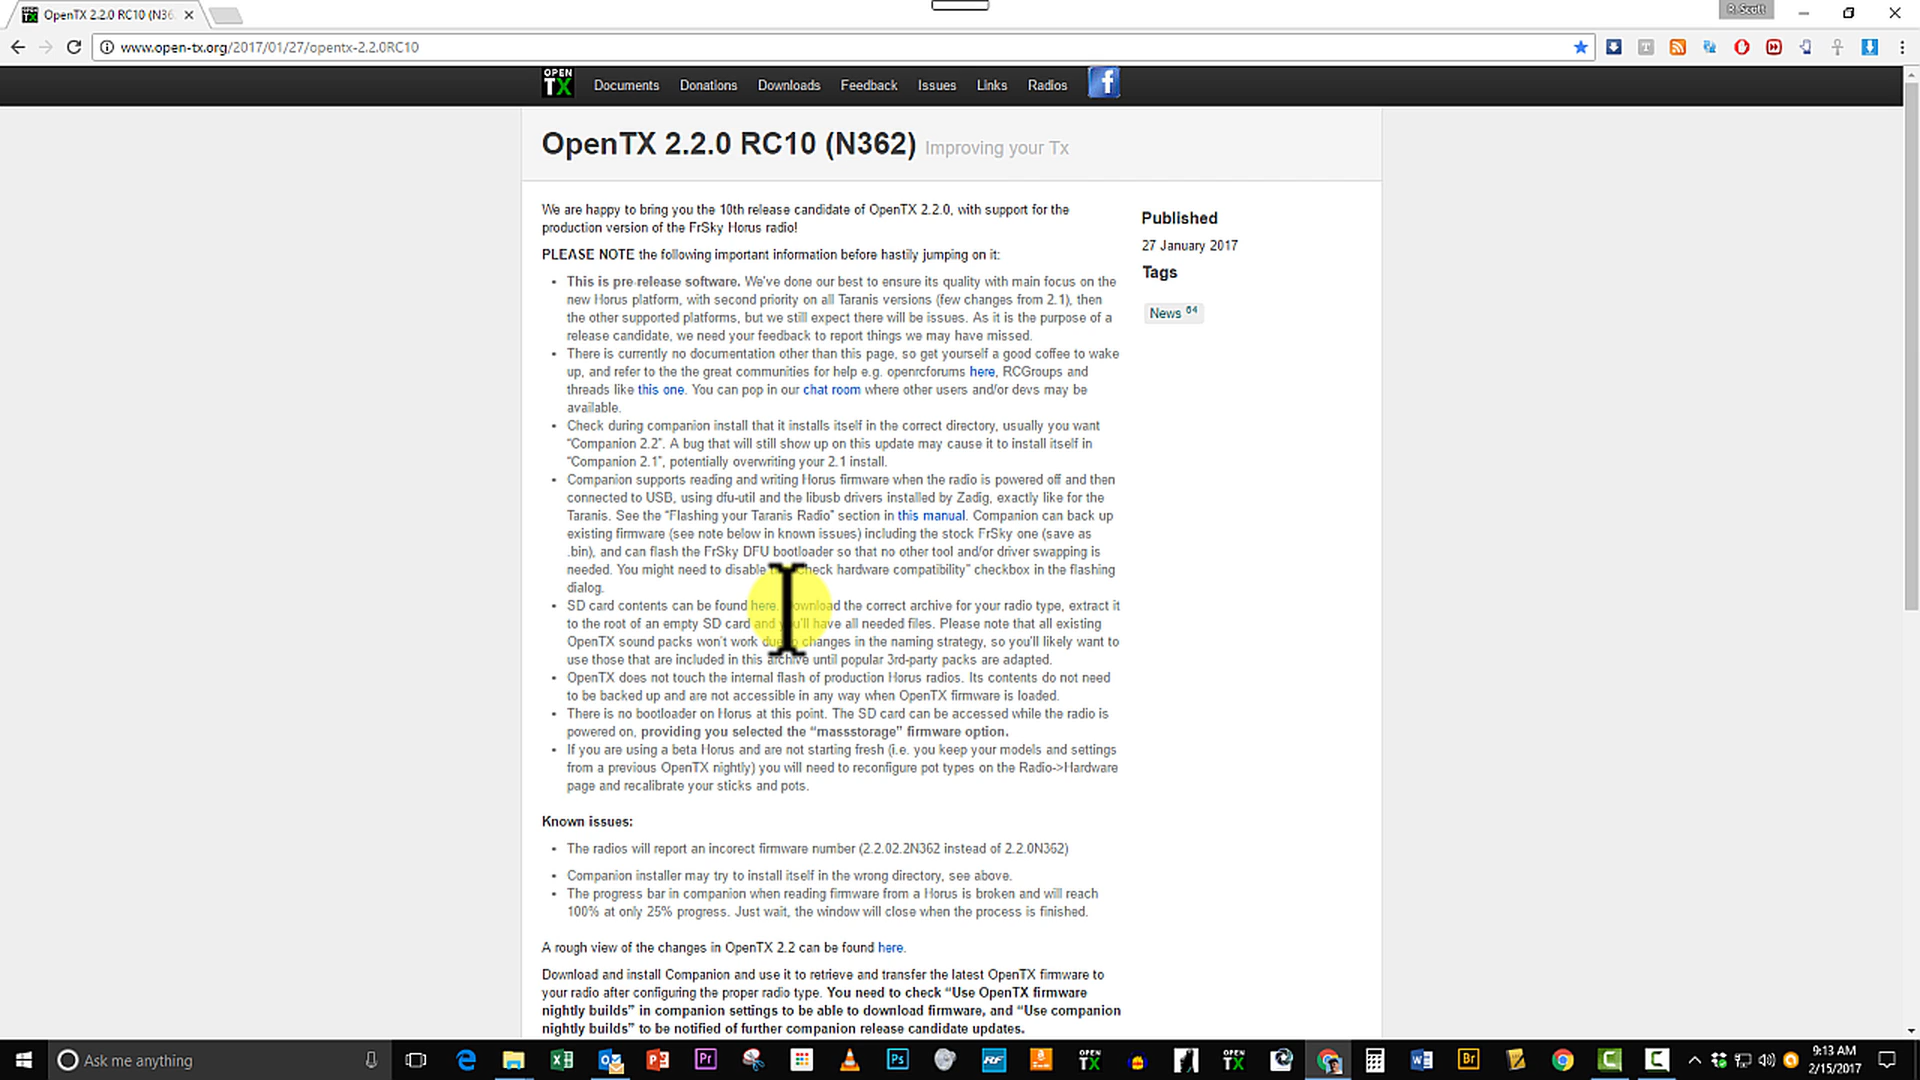 OpenTX 2.2.0 RC10 (N36
R Scott
www.open-tx.org/2017/01/27/opentx-2.2.0RC10
OPEN TX Documents Donations Downloads Feedback Issues Links Radios
OpenTX 2.2.0 RC10 (N362) Improving your Tx
We are happy to bring you the 10th release candidate of OpenTX 2.2.0, with support for the
production version of the FrSky Horus radio!
PLEASE NOTE the following important information before hastily jumping on it:
• This is pre-release software. We've done our best to ensure its quality with main focus on the
new Horus platform, with second priority on all Taranis versions (few changes from 2.1), then
the other supported platforms, but we still expect there will be issues. As it is the purpose of a
release candidate, we need your feedback to report things we may have missed.
• There is currently no documentation other than this page, so get yourself a good coffee to wake
up, and refer to the the great communities for help e.g. openrcforums here, RCGroups and
threads like this one. You can pop in our chat room where other users and/or devs may be
available.
• Check during companion install that it installs itself in the correct directory, usually you want
“Companion 2.2”. A bug that will still show up on this update may cause it to install itself in
“Companion 2.1”, potentially overwriting your 2.1 install.
• Companion supports reading and writing Horus firmware when the radio is powered off and then
connected to USB, using dfu-util and the libusb drivers installed by Zadig, exactly like for the
Taranis. See the “Flashing your Taranis Radio” section in this manual. Companion can back up
existing firmware (see note below in known issues) including the stock FrSky one (save as
.bin), and can flash the FrSky DFU bootloader so that no other tool and/or driver swapping is
needed. You might need to disable check hardware compatibility” checkbox in the flashing
dialog.
• SD card contents can be found here. Download the correct archive for your radio type, extract it
to the root of an empty SD card and you'll have all needed files. Please note that all existing
OpenTX sound packs won't work due to changes in the naming strategy, so you'll likely want to
use those that are included in this archive until popular 3rd-party packs are adapted.
• OpenTX does not touch the internal flash of production Horus radios. Its contents do not need
to be backed up and are not accessible in any way when OpenTX firmware is loaded.
• There is no bootloader on Horus at this point. The SD card can be accessed while the radio is
powered on, providing you selected the “massstorage” firmware option.
• If you are using a beta Horus and are not starting fresh (i.e. you keep your models and settings
from a previous OpenTX nightly) you will need to reconfigure pot types on the Radio->Hardware
page and recalibrate your sticks and pots.
Known issues:
• The radios will report an incorect firmware number (2.2.02.2N362 instead of 2.2.0N362)
• Companion installer may try to install itself in the wrong directory, see above.
• The progress bar in companion when reading firmware from a Horus is broken and will reach
100% at only 25% progress. Just wait, the window will close when the process is finished.
A rough view of the changes in OpenTX 2.2 can be found here.
Download and install Companion and use it to retrieve and transfer the latest OpenTX firmware to
your radio after configuring the proper radio type. You need to check “Use OpenTX firmware
nightly builds” in companion settings to be able to download firmware, and “Use companion
nightly builds” to be notified of further companion release candidate updates.
Published
27 January 2017
Tags
News 64
Ask me anything
9:13 AM
2/15/2017